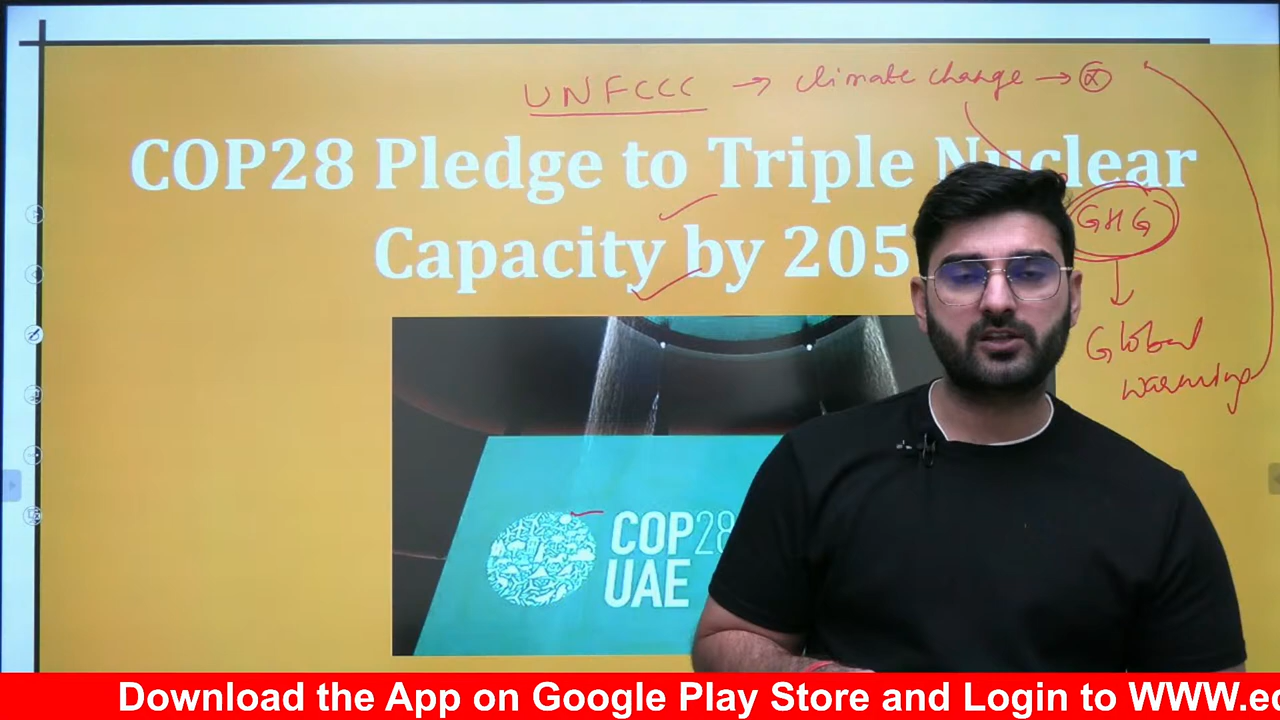 UNFCCC → climate change →
COP28 Pledge to Triple Nuclear
GHG
Capacity by 205
Global
warming
COP28
UAE
Download the App on Google Play Store and Login to WWW.ed